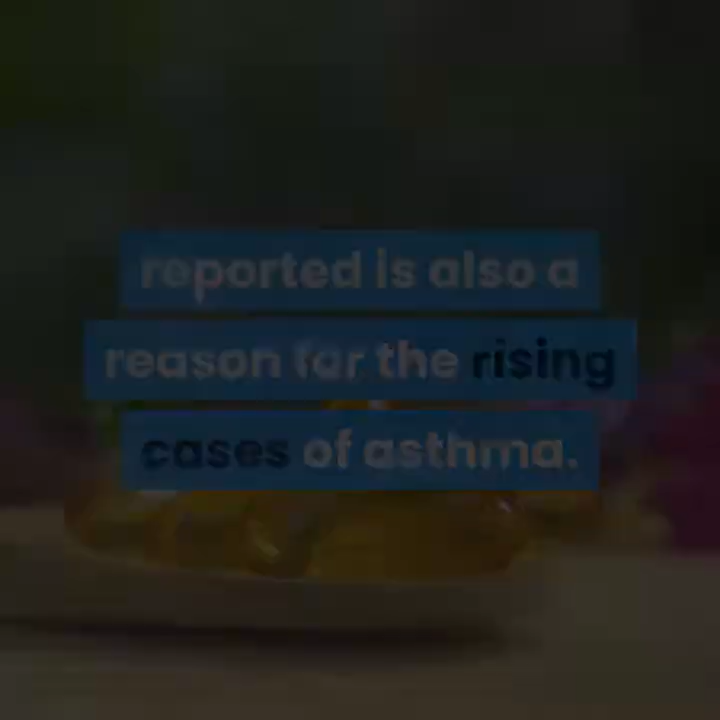 reported is also a
reason for the rising
cases of asthma.